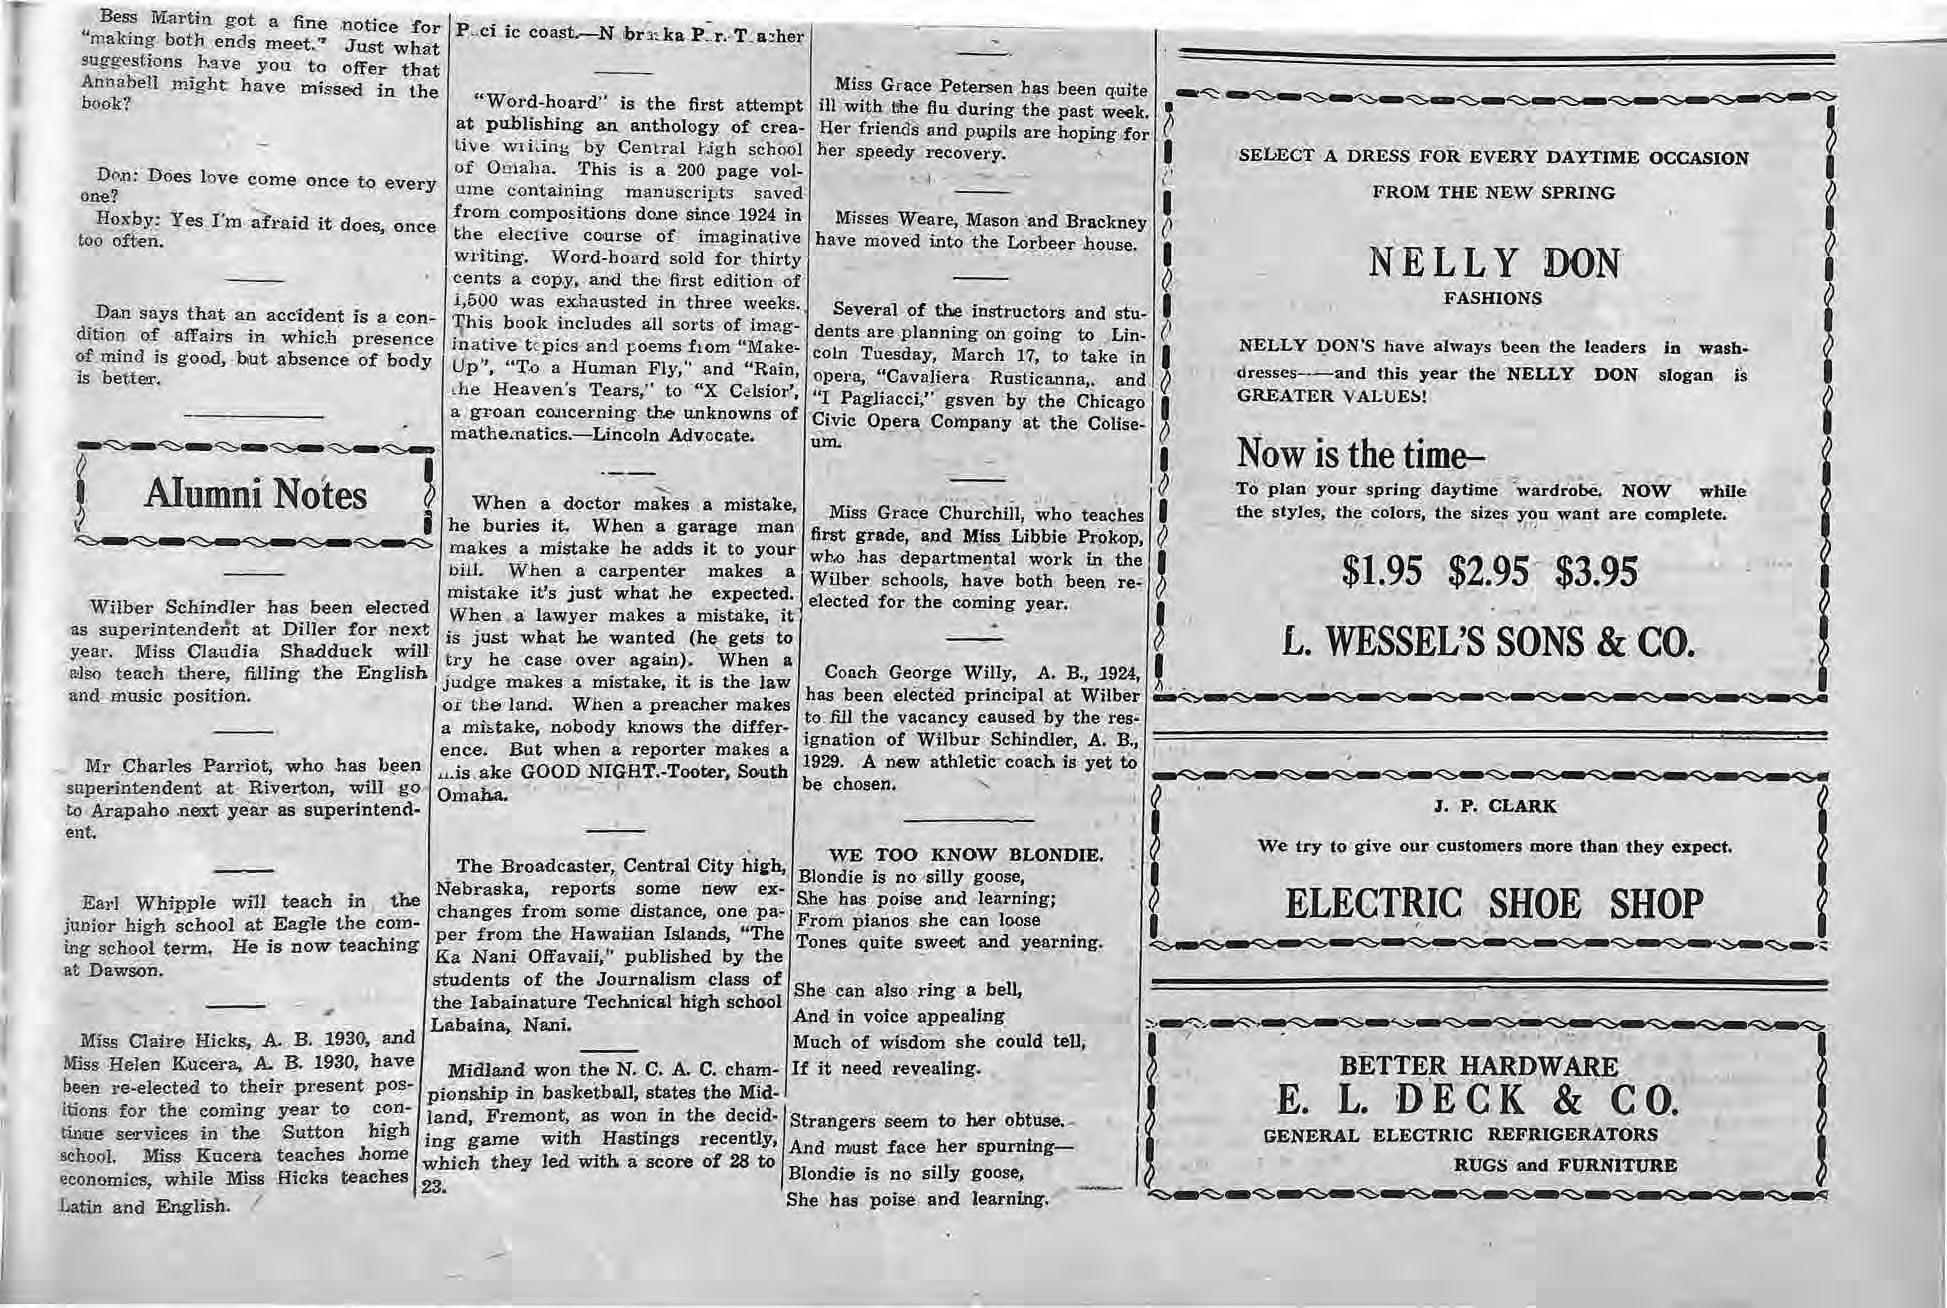 Bess Martin got a fine notice for
"making both ends meet." Just what
suggestions have you to offer that
Annabell might have missed in the
book?
Don: Does love come once to every
one?
Hoxby: Yes I'm afraid it does, once
too often.
Dan says that an accident is a con-
dition of affairs in which presence
of mind is good, but absence of body
is better.
Alumni Notes
Wilber Schindler has been elected
as superintendent at Diller for next
year. Miss Claudia Shadduck will
also teach there, filling the English
and music position.
Mr Charles Parriot, who has been
superintendent at Riverton, will go
to Arapaho next year as superintend-
ent.
Earl Whipple will teach in the
junior high school at Eagle the com-
ing school term. He is now teaching
at Dawson.
Miss Claire Hicks, A. B. 1930, and
Miss Helen Kucera, A. B. 1930, have
been re-elected to their present pos-
itions for the coming year to con-
tinue services in the Sutton high
school. Miss Kucera teaches home
economics, while Miss Hicks teaches
Latin and English.
coast.—
"Word-hoard" is the first attempt
at publishing an anthology of crea-
tive writing by Central high school
of Omaha. This is a 200 page vol-
ume containing manuscripts saved
from compositions done since 1924 in
the elective course of imaginative
writing. Word-hoard sold for thirty
cents a copy, and the first edition of
1,500 was exhausted in three weeks.
This book includes all sorts of imag-
inative topics and poems from "Make-
Up", "To a Human Fly," and "Rain,
the Heaven's Tears," to "X Celsior',
a groan concerning the unknowns of
mathematics.—Lincoln Advocate.
When a doctor makes a mistake,
he buries it. When a garage man
makes a mistake he adds it to your
bill. When a carpenter makes a
mistake it's just what he expected.
When a lawyer makes a mistake, it
is just what he wanted (he gets to
try he case over again). When a
judge makes a mistake, it is the law
of the land. When a preacher makes
a mistake, nobody knows the differ-
ence. But when a reporter makes a
GOOD NIGHT.-Tooter, South
Omaha.
The Broadcaster, Central City high,
Nebraska, reports some new ex-
changes from some distance, one pa-
per from the Hawaiian Islands, "The
Ka Nani Offavaii," published by the
students of the Journalism class of
the Iabainature Technical high school
Labaina, Nani.
Midland won the N. C. A. C. cham-
pionship in basketball, states the Mid-
land, Fremont, as won in the decid-
ing game with Hastings recently,
which they led with a score of 28 to
23.
Miss Grace Petersen has been quite
ill with the flu during the past week.
Her friends and pupils are hoping for
her speedy recovery.
Misses Weare, Mason and Brackney
have moved into the Lorbeer house.
Several of the instructors and stu-
dents are planning on going to Lin-
coln Tuesday, March 17, to take in
opera, "Cavaliera Rusticanna,. and
"I Pagliacci," gsven by the Chicago
Civic Opera Company at the Colise-
um.
Miss Grace Churchill, who teaches
first grade, and Miss Libbie Prokop,
who has departmental work in the
Wilber schools, have both been re-
elected for the coming year.
Coach George Willy, A. B., 1924,
has been elected principal at Wilber
to fill the vacancy caused by the res-
ignation of Wilbur Schindler, A. B.,
1929. A new athletic coach is yet to
be chosen.
WE TOO KNOW BLONDIE.
Blondie is no silly goose,
She has poise and learning;
From pianos she can loose
Tones quite sweet and yearning.
She can also ring a bell,
And in voice appealing
Much of wisdom she could tell,
If it need revealing.
Strangers seem to her obtuse.
And must face her spurning—
Blondie is no silly goose,
She has poise and learning.
SELECT A DRESS FOR EVERY DAYTIME OCCASION
FROM THE NEW SPRING
NELLY DON
FASHIONS
NELLY DON'S have always been the leaders in wash-
dresses——and this year the NELLY DON slogan is
GREATER VALUES!
Now is the time—
To plan your spring daytime wardrobe. NOW while
the styles, the colors, the sizes you want are complete.
$1.95 $2.95 $3.95
L. WESSEL'S SONS & CO.
J. P. CLARK
We try to give our customers more than they expect.
ELECTRIC SHOE SHOP
BETTER HARDWARE
E. L. DECK & CO.
GENERAL ELECTRIC REFRIGERATORS
RUGS and FURNITURE